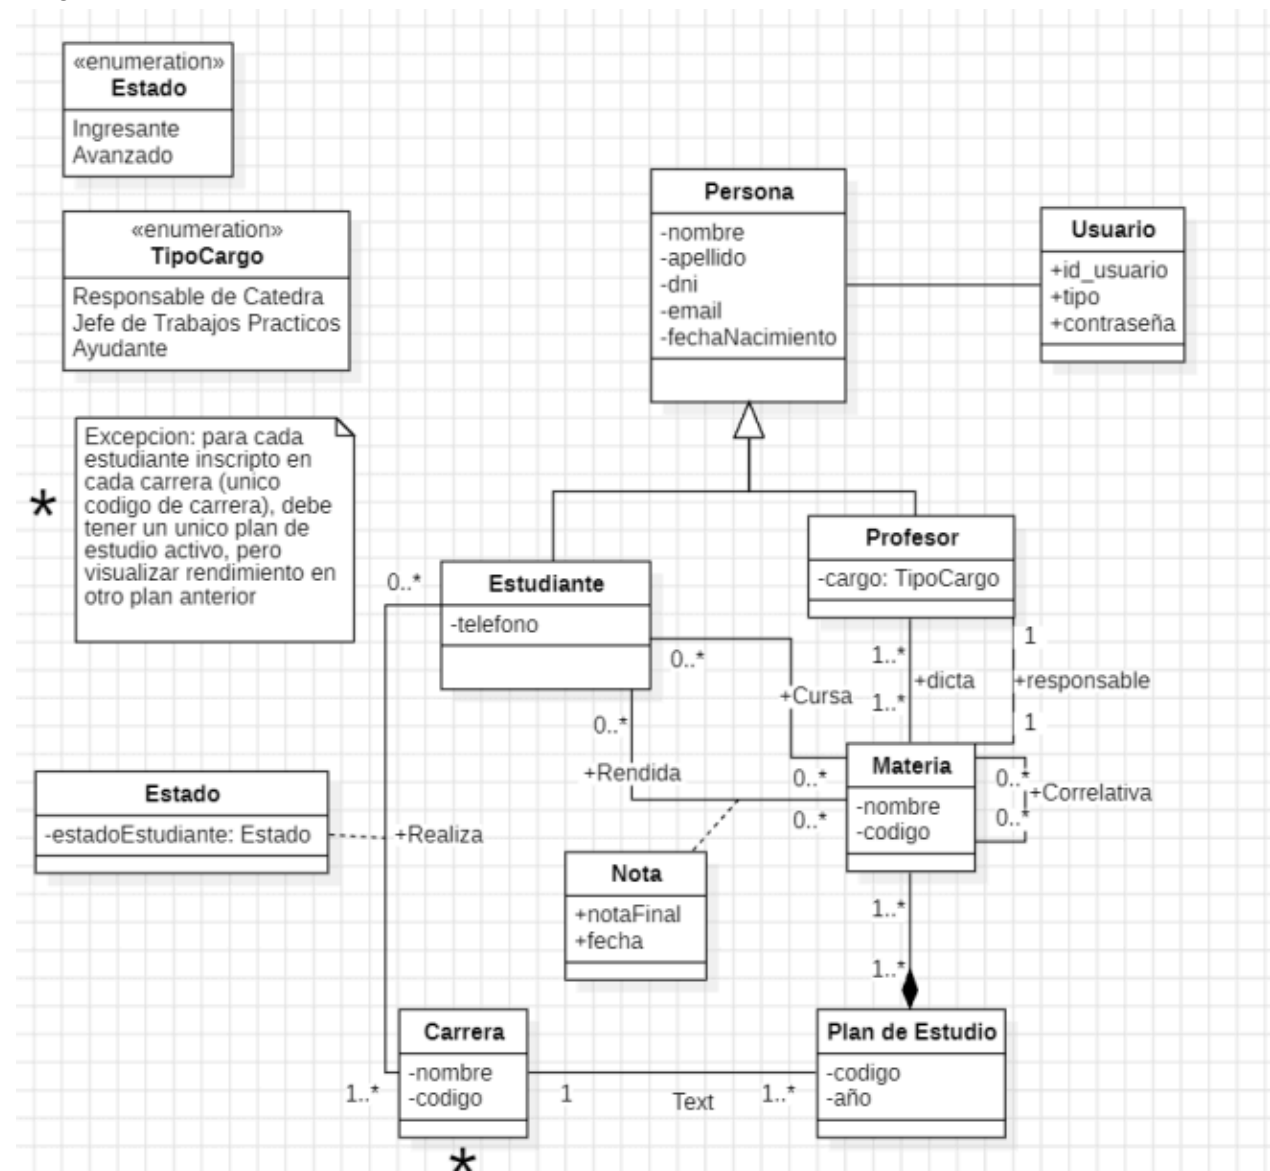 «enumeration»
Estado
Ingresante
Avanzado
«enumeration»
TipoCargo
Responsable de Catedra
Jefe de Trabajos Practicos
Ayudante
*
Excepcion: para cada
estudiante inscripto en
cada carrera (unico
codigo de carrera), debe
tener un unico plan de
estudio activo, pero
visualizar rendimiento en
otro plan anterior
Persona
-nombre
-apellido
-dni
-email
-fechaNacimiento
Usuario
+id_usuario
+tipo
+contraseña
Profesor
-cargo: TipoCargo
0..*
Estudiante
-telefono
0..*
0..*
+Cursa
+Rendida
1..*
+dicta
1..*
1
+responsable
1
0..*
0..*
Materia
-nombre
-codigo
0..*
+Correlativa
0..*
Estado
-estadoEstudiante: Estado
+Realiza
Nota
+notaFinal
+fecha
1..*
1..*
Carrera
-nombre
-codigo
1..*
1
Text
1..*
Plan de Estudio
-codigo
-año
*